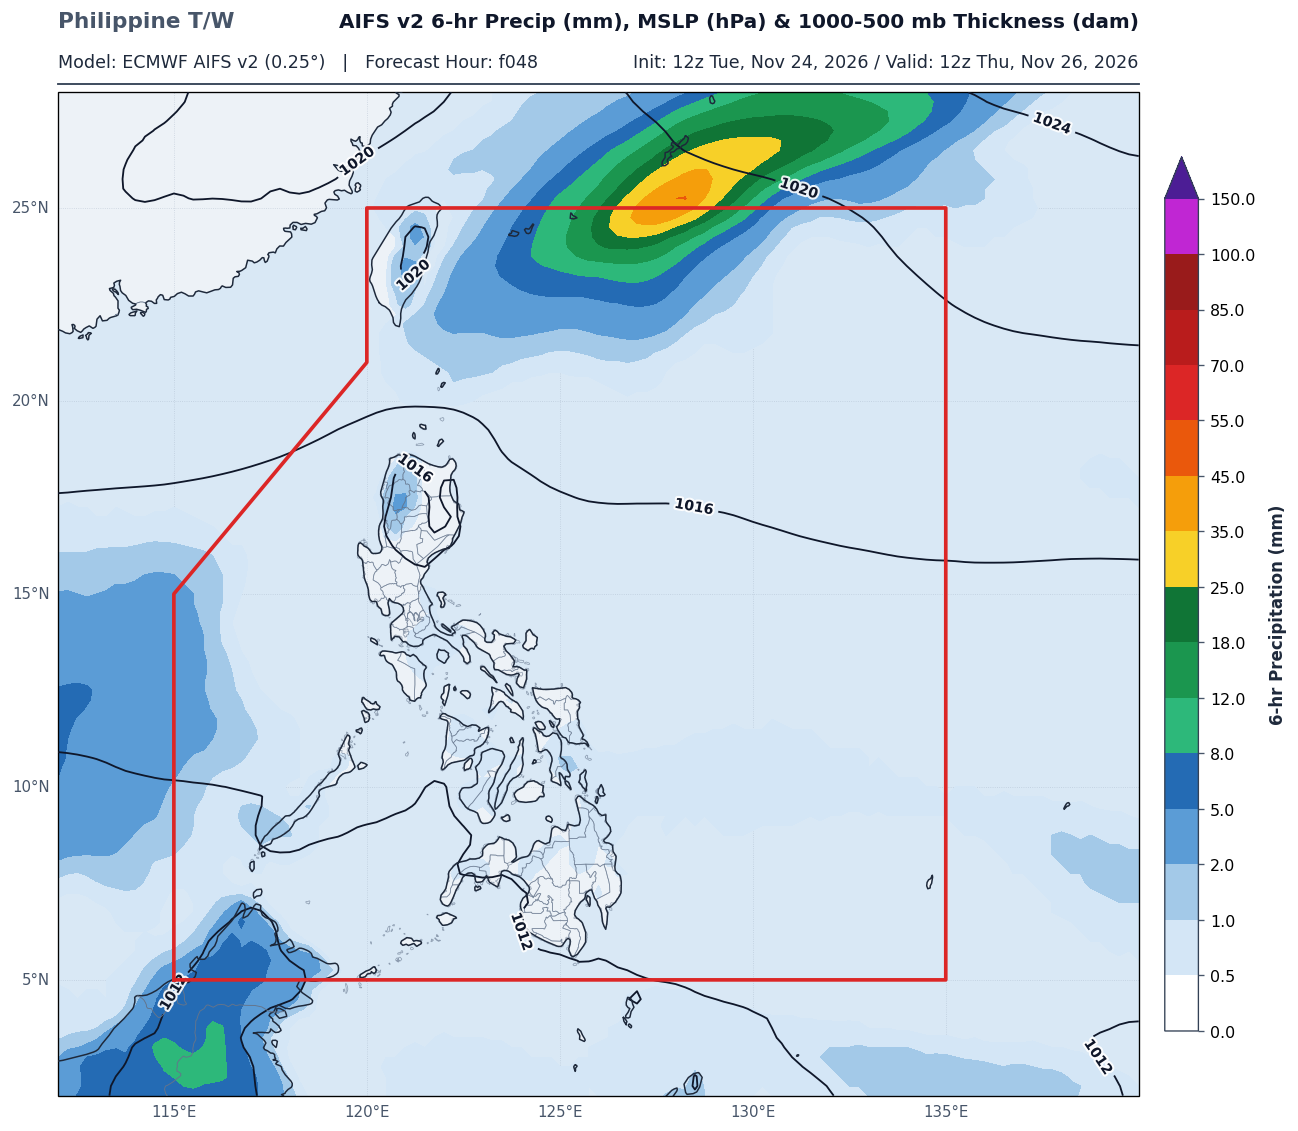 Philippine T/W
AIFS v2 6-hr Precip (mm), MSLP (hPa) & 1000-500 mb Thickness (dam)
Model: ECMWF AIFS v2 (0.25°)   |   Forecast Hour: f048
Init: 12z Tue, Nov 24, 2026 / Valid: 12z Thu, Nov 26, 2026
1024
1020
1020
1020
1016
1016
1012
1012
1012
25°N
20°N
15°N
10°N
5°N
115°E
120°E
125°E
130°E
135°E
150.0
100.0
85.0
70.0
55.0
45.0
35.0
25.0
18.0
12.0
8.0
5.0
2.0
1.0
0.5
0.0
6-hr Precipitation (mm)